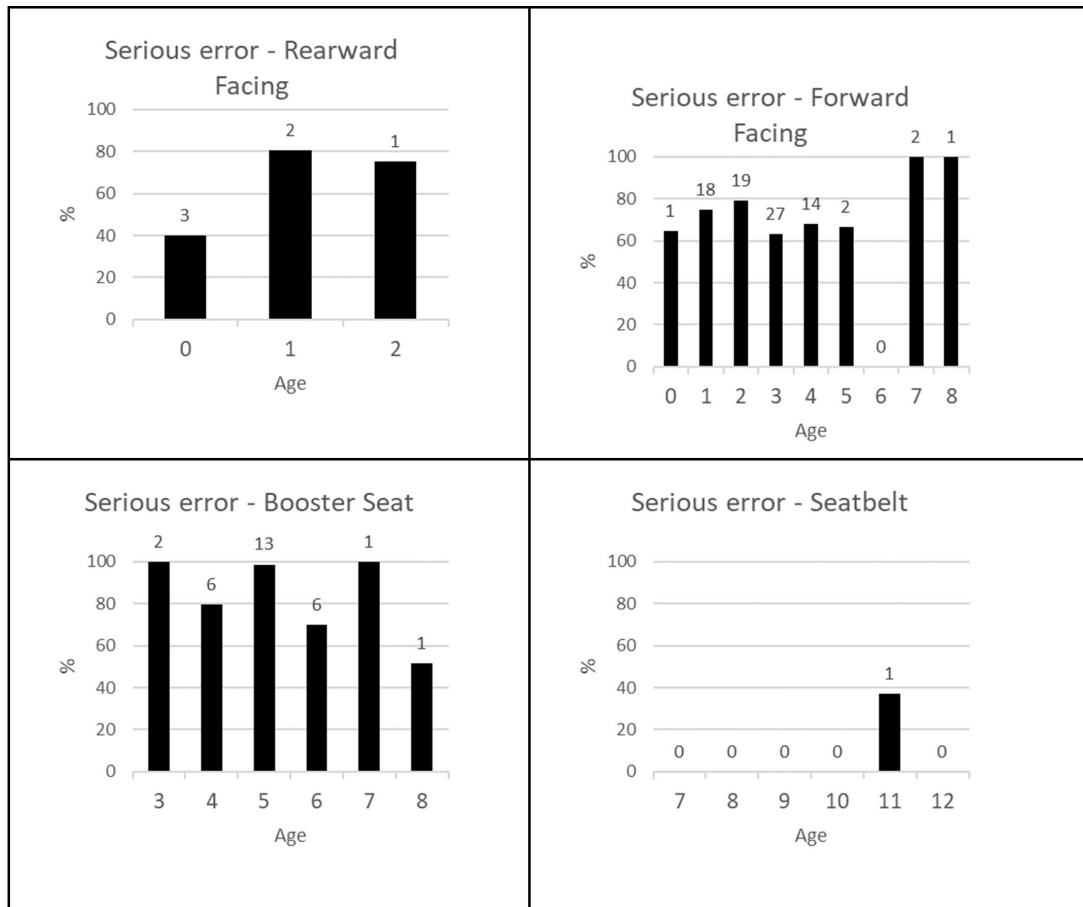 Serious error - Rearward
Facing
100
80
60
40
20
0
%
3
2
1
0 1 2
Age
Serious error - Forward
Facing
100
80
60
40
20
0
%
1 18 19 27 14 2 0 2 1
0 1 2 3 4 5 6 7 8
Age
Serious error - Booster Seat
100
80
60
40
20
0
%
2 6 13 6 1 1
3 4 5 6 7 8
Age
Serious error - Seatbelt
100
80
60
40
20
0
%
0 0 0 0 1 0
7 8 9 10 11 12
Age